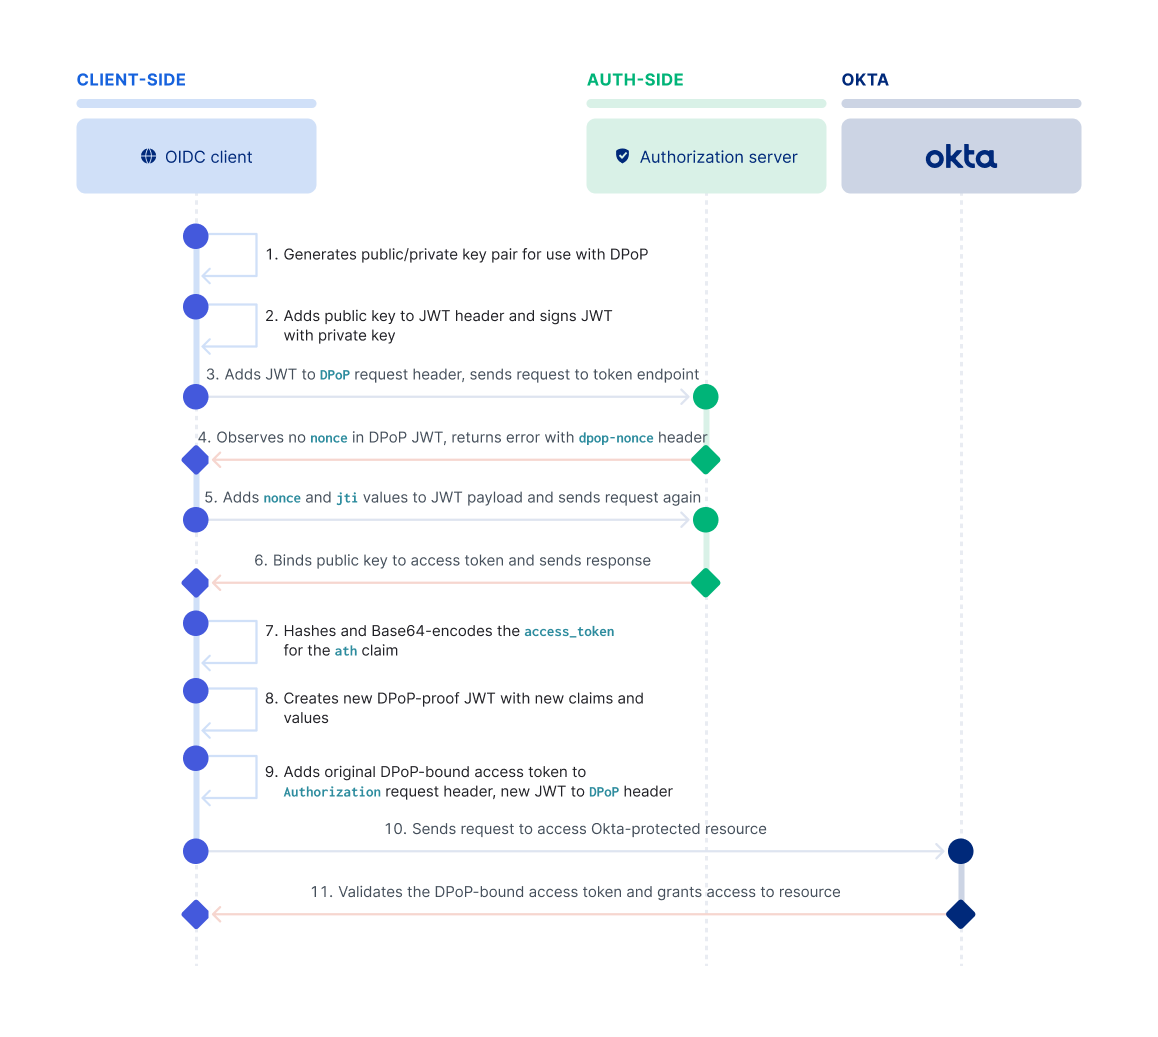 CLIENT-SIDE
AUTH-SIDE
OKTA
OIDC client
Authorization server
okta
1. Generates public/private key pair for use with DPoP
2. Adds public key to JWT header and signs JWT
with private key
3. Adds JWT to DPoP request header, sends request to token endpoint
4. Observes no nonce in DPoP JWT, returns error with dpop-nonce header
5. Adds nonce and jti values to JWT payload and sends request again
6. Binds public key to access token and sends response
7. Hashes and Base64-encodes the access_token
for the ath claim
8. Creates new DPoP-proof JWT with new claims and
values
9. Adds original DPoP-bound access token to
Authorization request header, new JWT to DPoP header
10. Sends request to access Okta-protected resource
11. Validates the DPoP-bound access token and grants access to resource